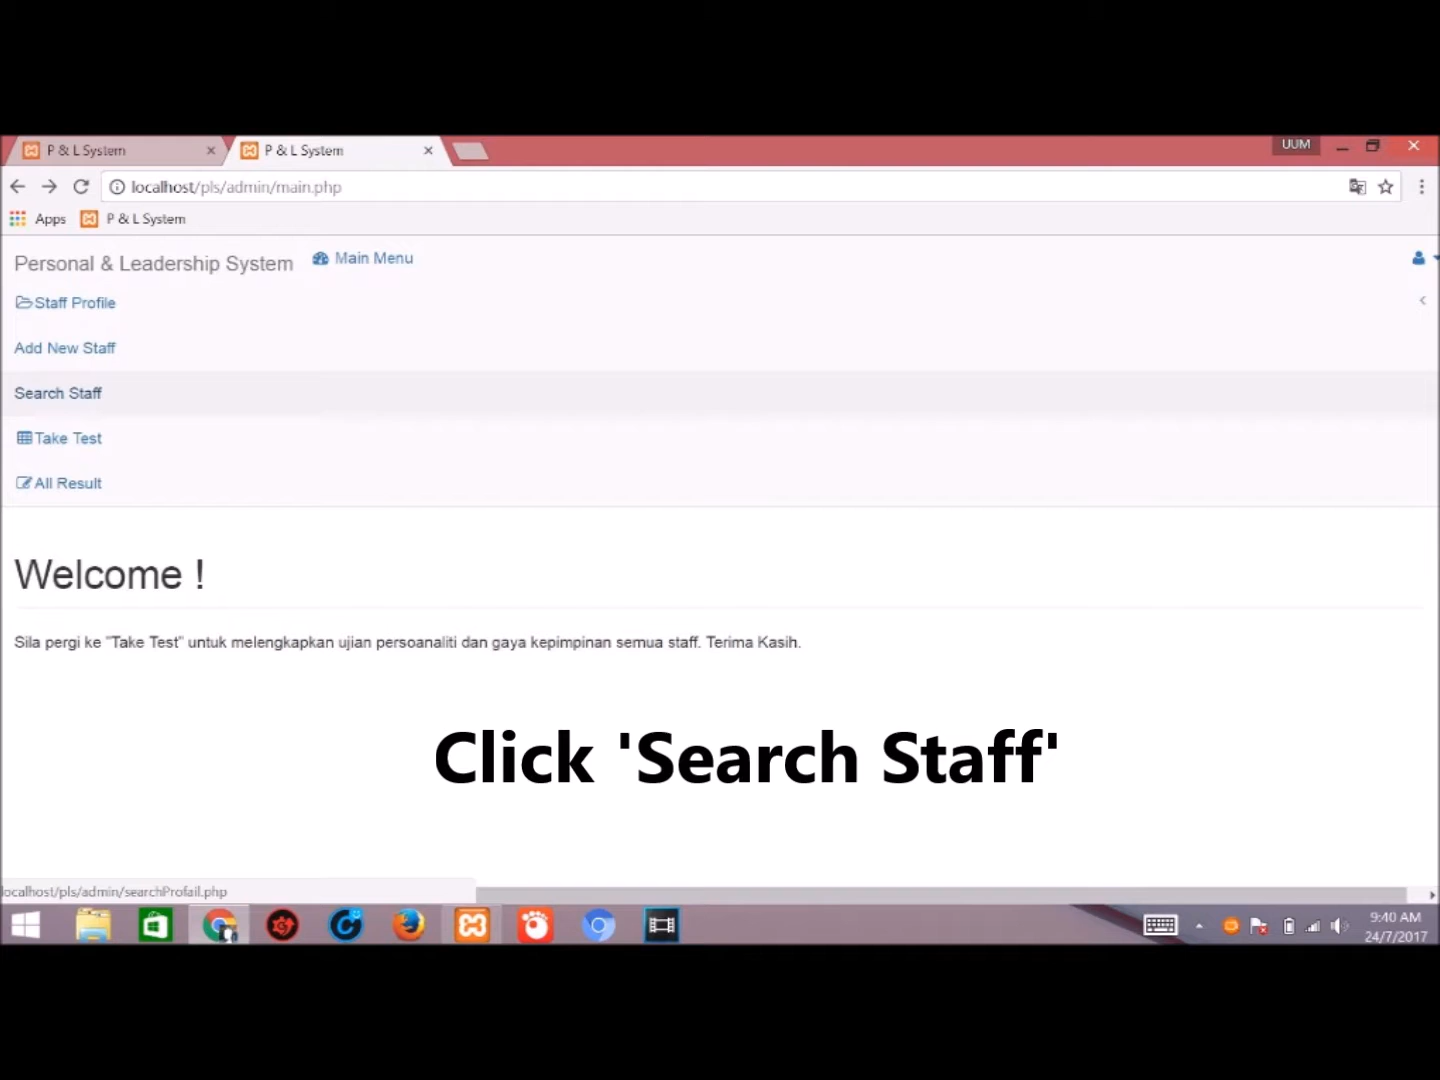 P & L System
P & L System
UUM
localhost/pls/admin/main.php
Apps
P & L System
Personal & Leadership System
Main Menu
Staff Profile
Add New Staff
Search Staff
Take Test
All Result
Welcome !
Sila pergi ke "Take Test" untuk melengkapkan ujian persoanaliti dan gaya kepimpinan semua staff. Terima Kasih.
Click 'Search Staff'
localhost/pls/admin/searchProfail.php
9:40 AM
24/7/2017